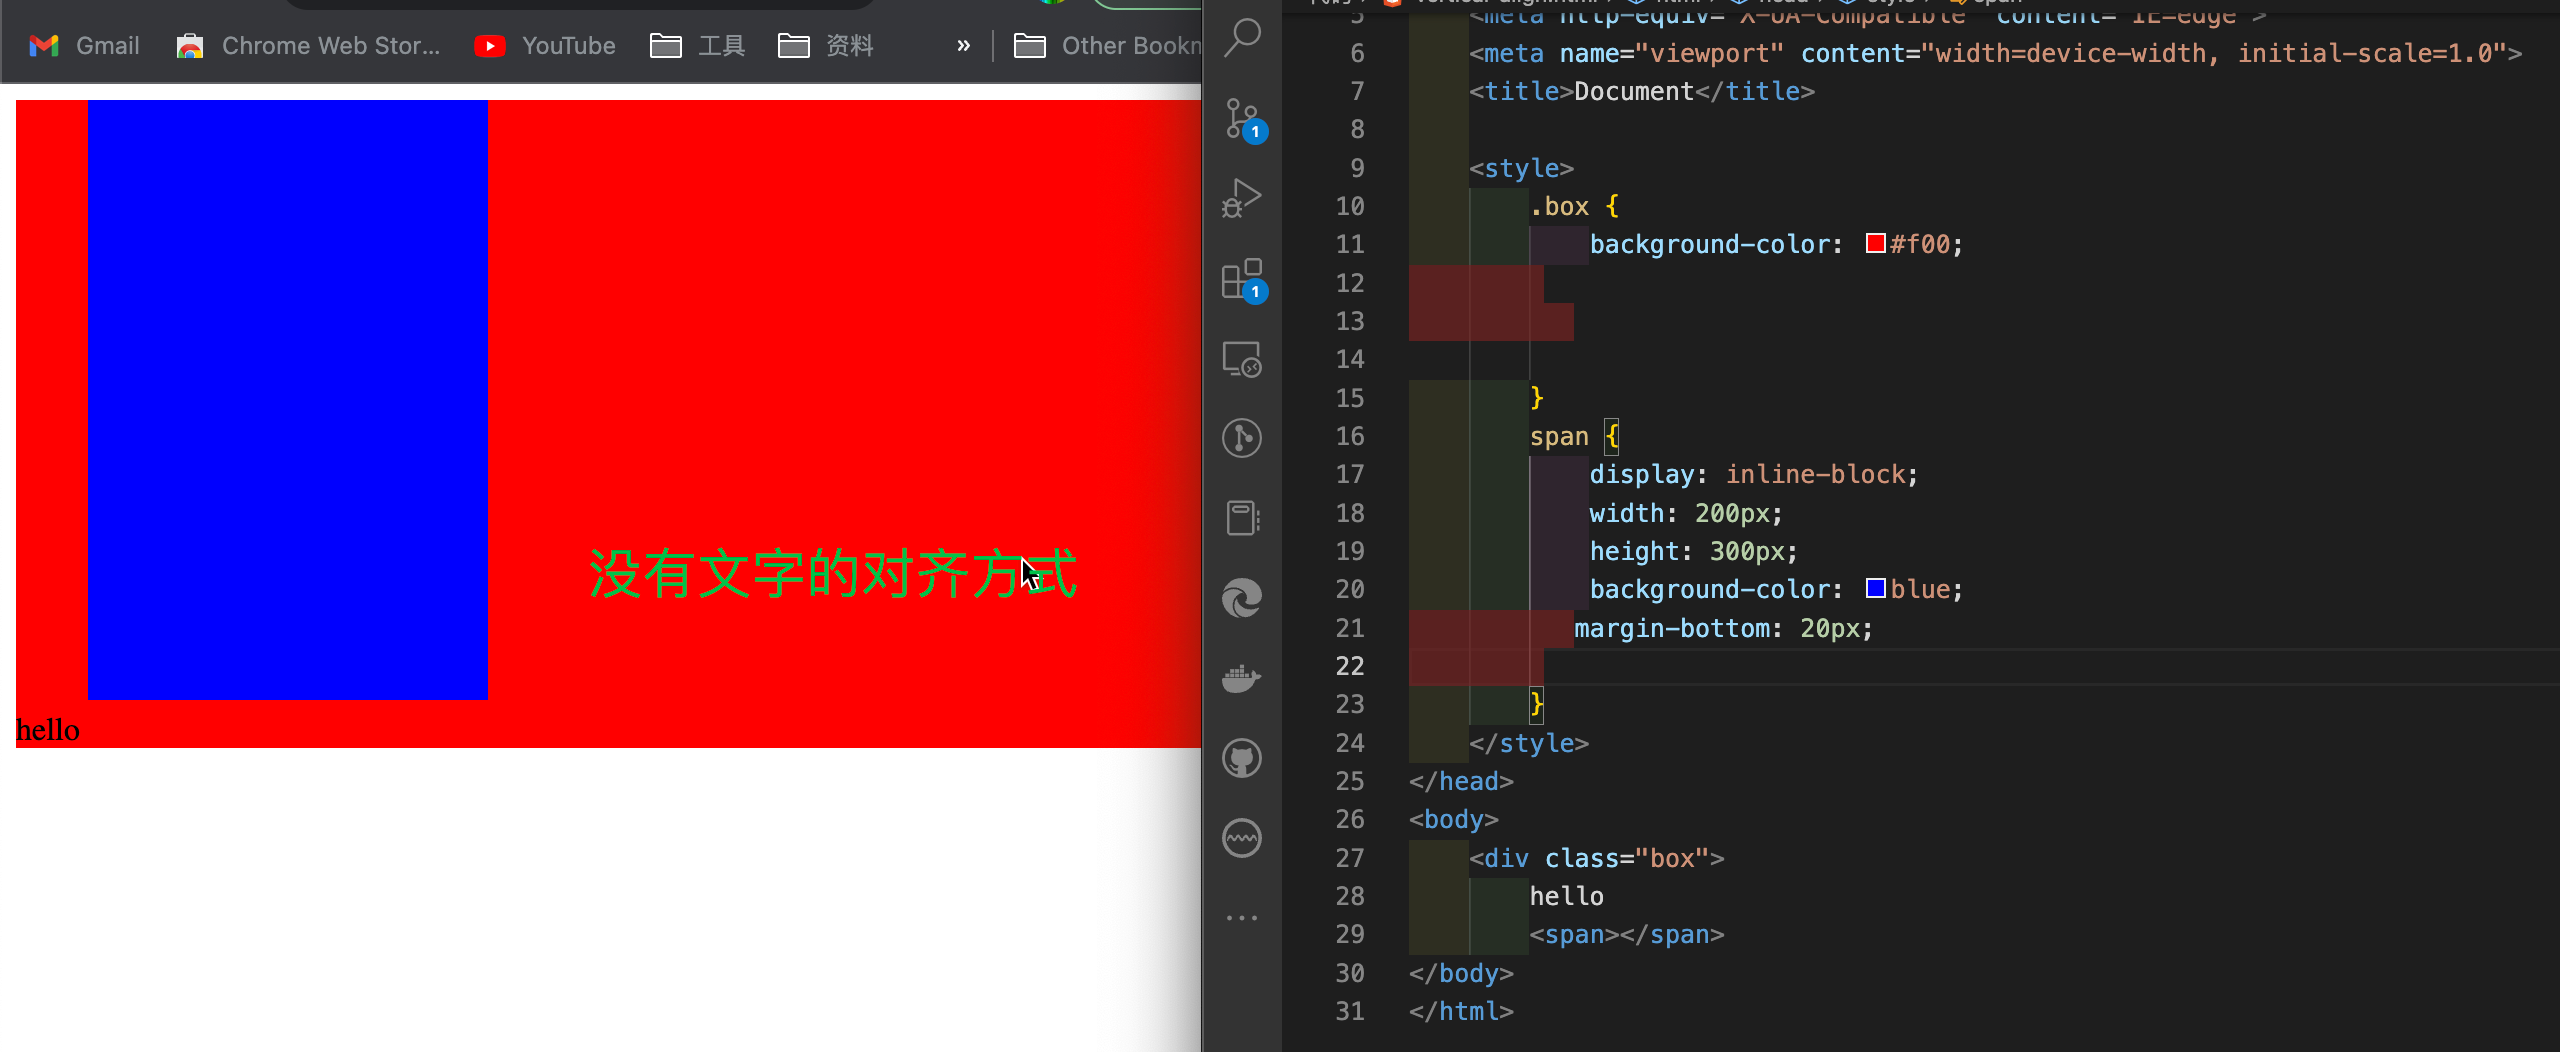 Gmail
Chrome Web Stor...
YouTube
工具
资料
»
Other Bookn
没有文字的对齐方式
hello
1
1
5 <meta http-equiv="X-UA-Compatible" content="IE=edge">
6 <meta name="viewport" content="width=device-width, initial-scale=1.0">
7 <title>Document</title>
8
9 <style>
10 .box {
11 background-color: #f00;
12
13
14
15 }
16 span {
17 display: inline-block;
18 width: 200px;
19 height: 300px;
20 background-color: blue;
21 margin-bottom: 20px;
22
23 }
24 </style>
25 </head>
26 <body>
27 <div class="box">
28 hello
29 <span></span>
30 </body>
31 </html>